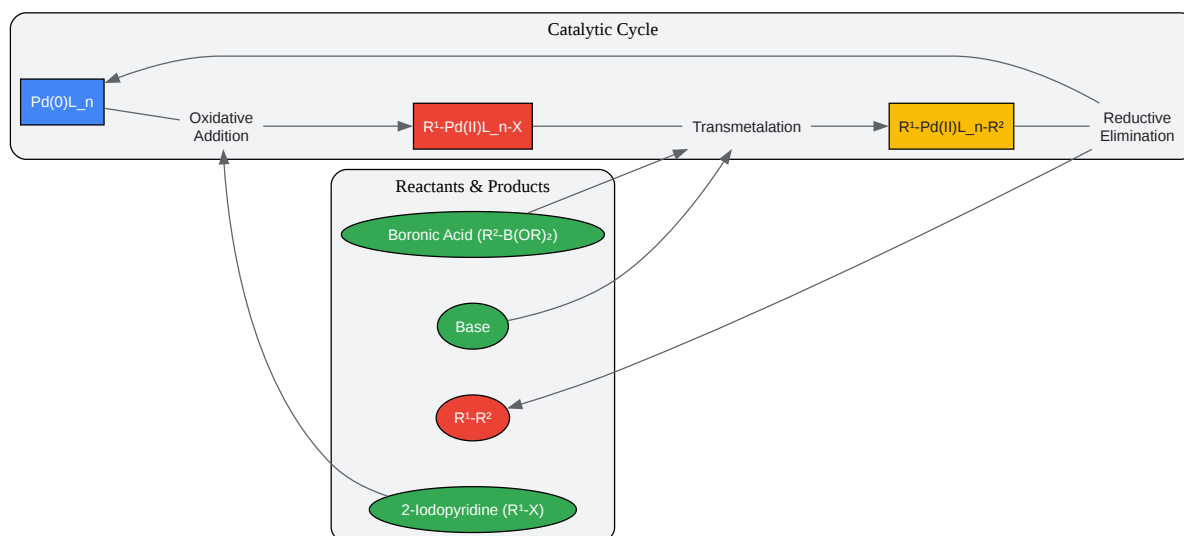 Catalytic Cycle
Pd(0)L_n
Oxidative
Addition
R¹-Pd(II)L_n-X
Transmetalation
R¹-Pd(II)L_n-R²
Reductive
Elimination
Reactants & Products
Boronic Acid (R²-B(OR)₂)
Base
R¹-R²
2-Iodopyridine (R¹-X)